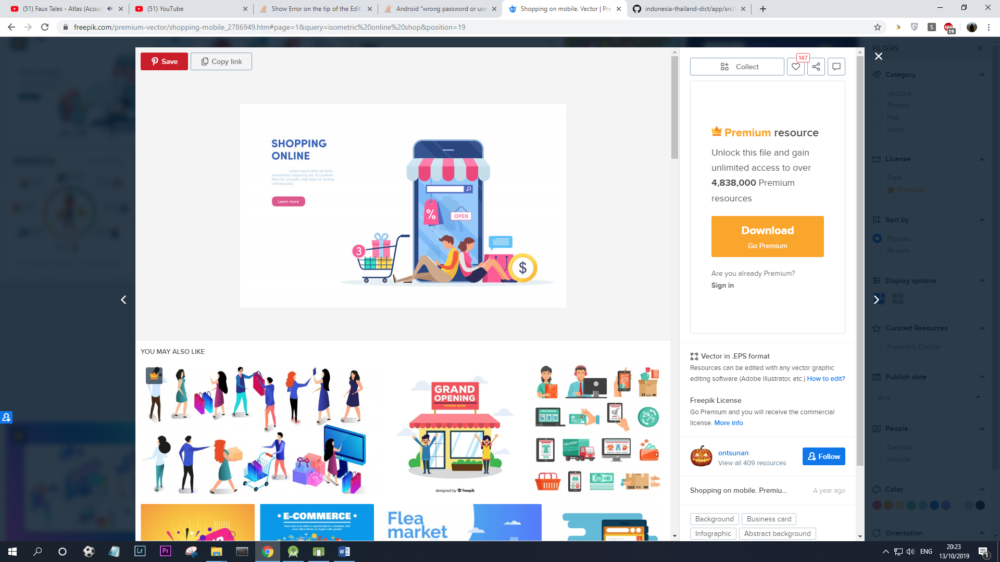 (51) Faux Tales - Atlas (Acous
(51) YouTube
Show Error on the tip of the Edit
Android "wrong password or use
Shopping on mobile. Vector | Pre
indonesia-thailand-dict/app/src/
freepik.com/premium-vector/shopping-mobile_2786949.htm#page=1&query=isometric%20online%20shop&position=19
S
19
Save
Copy link
SHOPPING
ONLINE
Lorem ipsum dolor sit amet,
consectetur adipiscing elit. id Curabitur
felis nisi, convallis vitae dolor id, facilisis
ultricies justo.
Learn more
%
OPEN
3
$
YOU MAY ALSO LIKE
GRAND
OPENING
COMING SOON
designed by freepik
SALE!
30%
NEW ARRIVAL
24/7
DELIVERY
100
E-COMMERCE
Flea
market
Collect
147
Premium resource
Unlock this file and gain
unlimited access to over
4,838,000 Premium
resources
Download
Go Premium
Are you already Premium?
Sign in
Vector in .EPS format
Resources can be edited with any vector graphic
editing software (Adobe Illustrator, etc.) How to edit?
Freepik License
Go Premium and you will receive the commercial
license. More info
ontsunan
View all 409 resources
Follow
Shopping on mobile. Premiu...
A year ago
Background
Business card
Infographic
Abstract background
FILTERS
Category
Vectors
Photos
Psd
Icons
License
Free
Premium
Sort by
Popular
Recent
Display options
Curated Resources
Freepik's Choice
Publish date
Any
People
Exclude
Include
Color
Orientation
Lr
Pr
W
ENG
20:23
13/10/2019
1